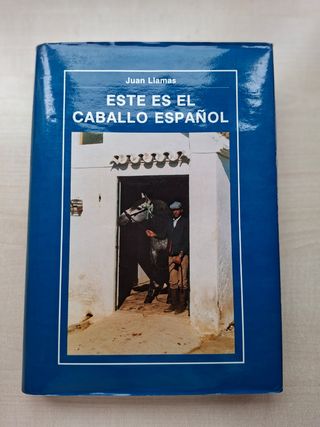 Juan Llamas
ESTE ES EL
CABALLO ESPAÑOL